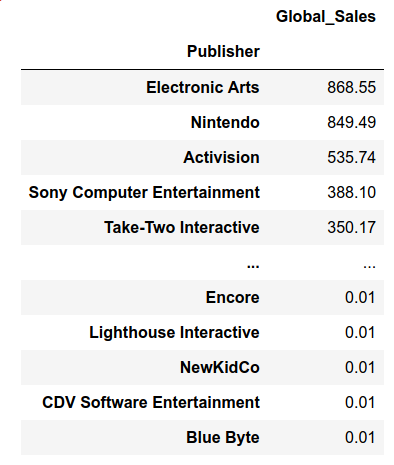 Global_Sales
Publisher
Electronic Arts 868.55
Nintendo 849.49
Activision 535.74
Sony Computer Entertainment 388.10
Take-Two Interactive 350.17
... ...
Encore 0.01
Lighthouse Interactive 0.01
NewKidCo 0.01
CDV Software Entertainment 0.01
Blue Byte 0.01